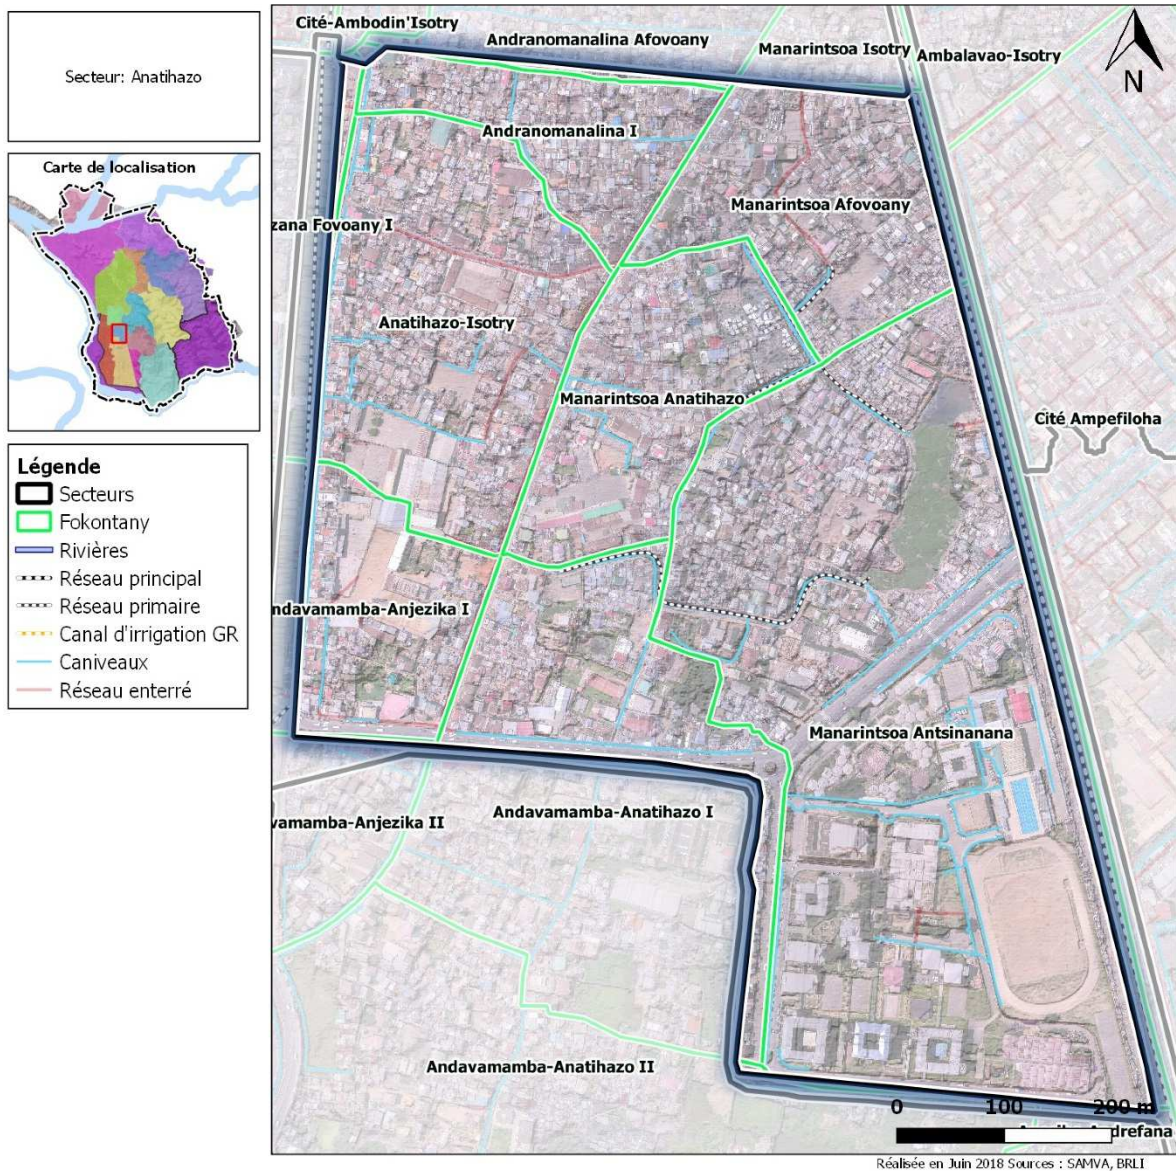 Secteur: Anatihazo
Carte de localisation
Légende
Secteurs
Fokontany
Rivières
Réseau principal
Réseau primaire
Canal d'irrigation GR
Caniveaux
Réseau enterré
Cité-Ambodin'Isotry
Andranomanalina Afovoany
Manarintsoa Isotry
Ambalavao-Isotry
N
Andranomanalina I
Manarintsoa Afovoany
zana Fovoany I
Anatihazo-Isotry
Manarintsoa Anatihazo
Cité Ampefiloha
ndavamamba-Anjezika I
Manarintsoa Antsinanana
vamamba-Anjezika II
Andavamamba-Anatihazo I
Andavamamba-Anatihazo II
0 100 200 m
drefana
Réalisée en Juin 2018 Sources : SAMVA, BRLI